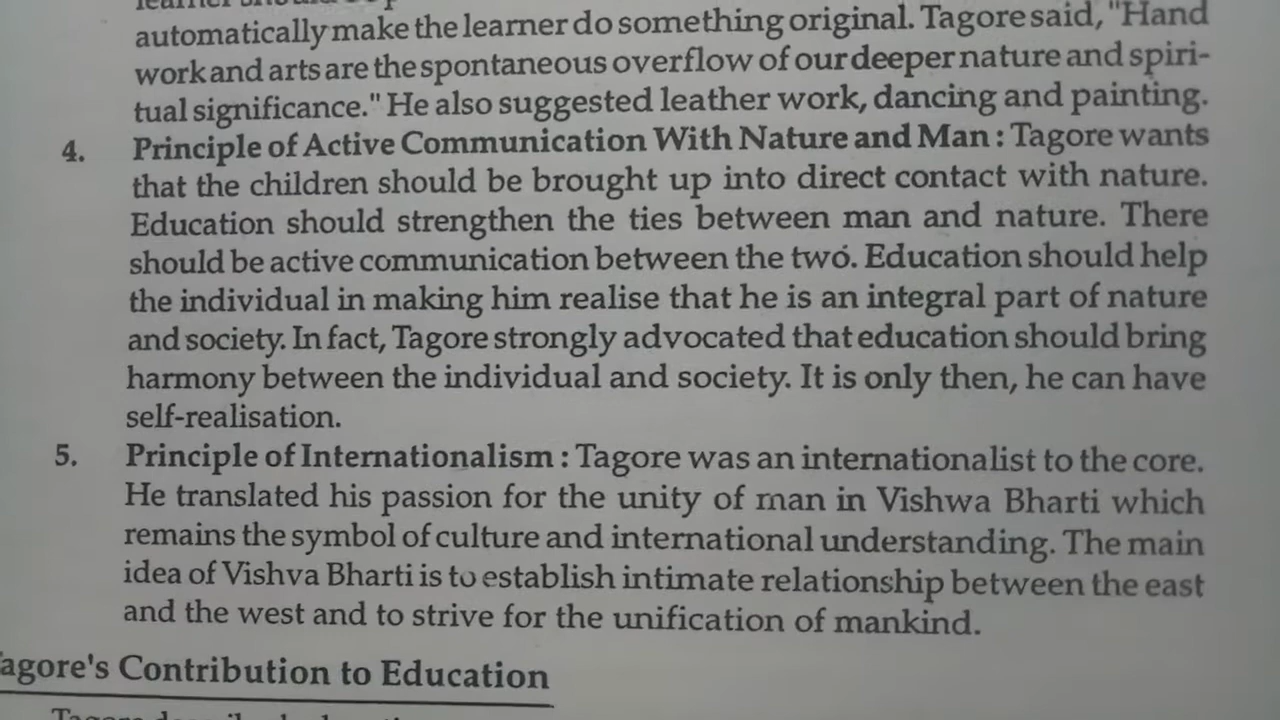 automatically make the learner do something original. Tagore said, "Hand
work and arts are the spontaneous overflow of our deeper nature and spiri-
tual significance." He also suggested leather work, dancing and painting.
4. Principle of Active Communication With Nature and Man : Tagore wants
that the children should be brought up into direct contact with nature.
Education should strengthen the ties between man and nature. There
should be active communication between the two. Education should help
the individual in making him realise that he is an integral part of nature
and society. In fact, Tagore strongly advocated that education should bring
harmony between the individual and society. It is only then, he can have
self-realisation.
5. Principle of Internationalism : Tagore was an internationalist to the core.
He translated his passion for the unity of man in Vishwa Bharti which
remains the symbol of culture and international understanding. The main
idea of Vishva Bharti is to establish intimate relationship between the east
and the west and to strive for the unification of mankind.
agore's Contribution to Education